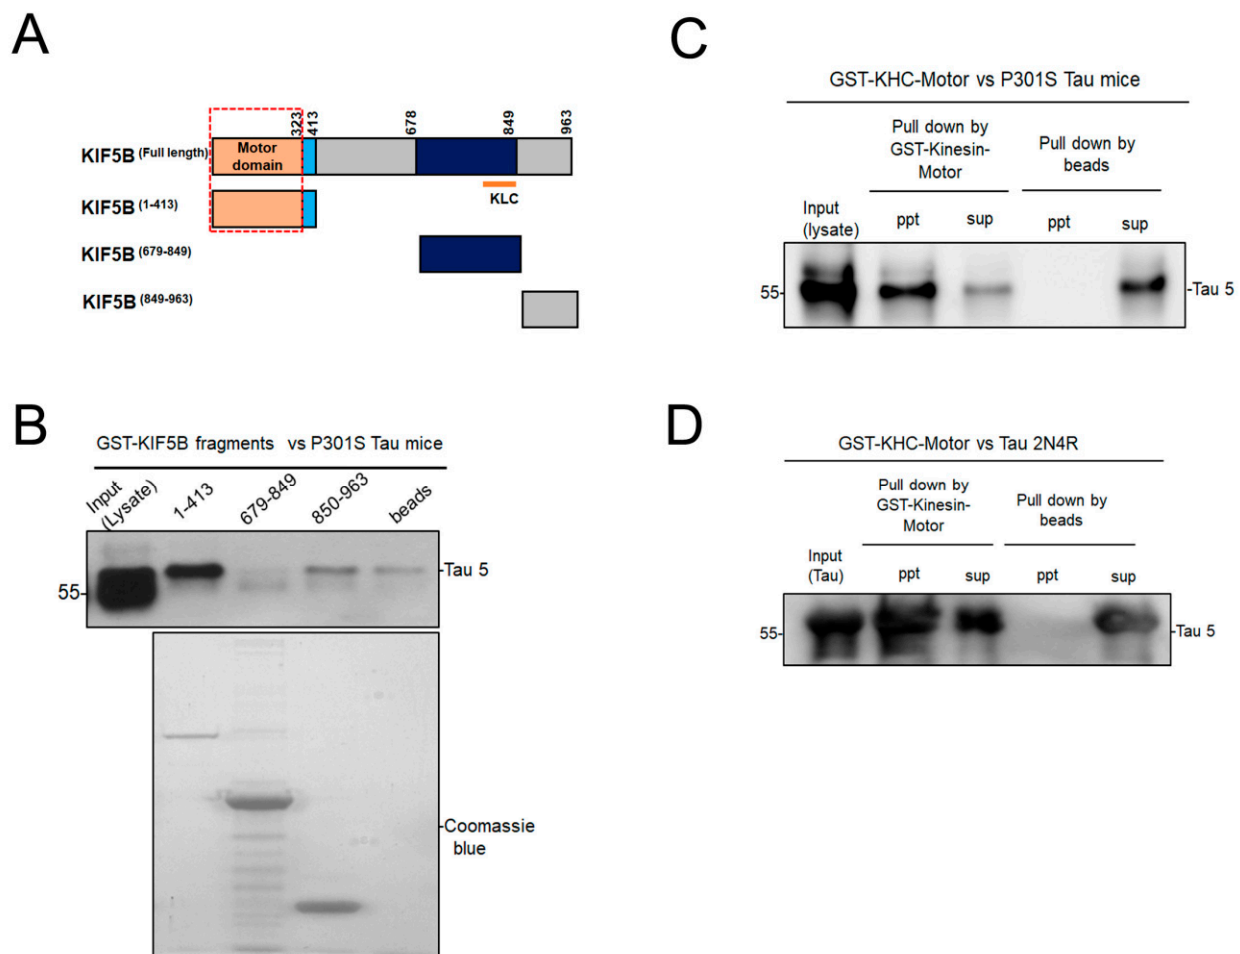 A
323
413
678
849
963
KIF5B (Full length)
Motor
domain
KLC
KIF5B (1-413)
KIF5B (679-849)
KIF5B (849-963)
B
GST-KIF5B fragments vs P301S Tau mice
Input
(Lysate)
1-413
679-849
850-963
beads
55-
-Tau 5
-Coomassie
blue
C
GST-KHC-Motor vs P301S Tau mice
Pull down by
GST-Kinesin-
Motor
Pull down by
beads
Input
(lysate)
ppt
sup
ppt
sup
55-
-Tau 5
D
GST-KHC-Motor vs Tau 2N4R
Pull down by
GST-Kinesin-
Motor
Pull down by
beads
Input
(Tau)
ppt
sup
ppt
sup
55-
-Tau 5